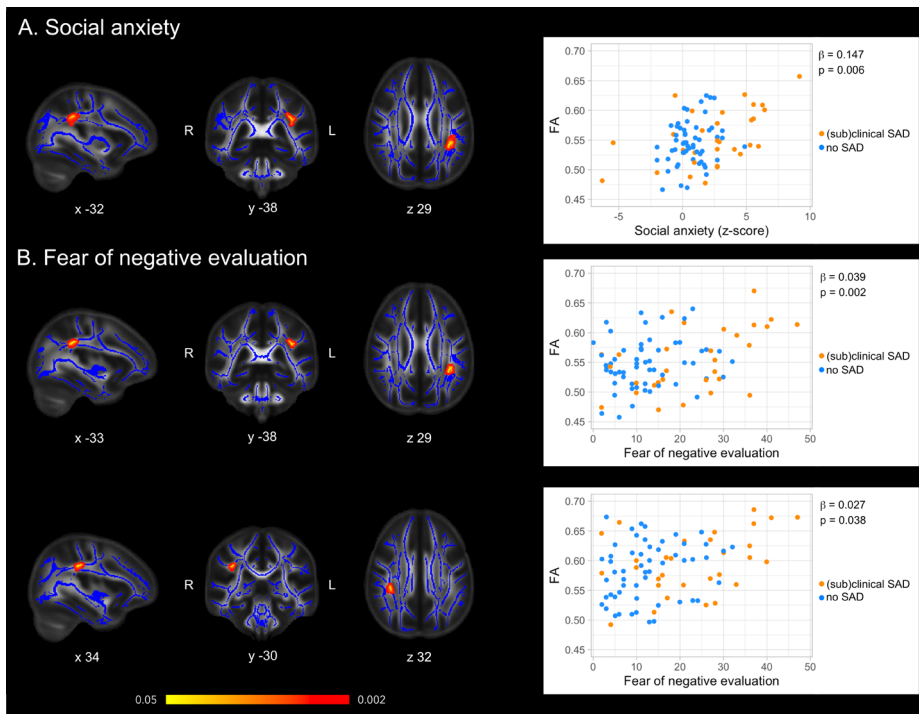 A. Social anxiety
R
L
x -32
y -38
z 29
β = 0.147
p = 0.006
FA
0.70
0.65
0.60
0.55
0.50
0.45
-5
0
5
10
Social anxiety (z-score)
(sub)clinical SAD
no SAD
B. Fear of negative evaluation
R
L
x -33
y -38
z 29
β = 0.039
p = 0.002
FA
0.70
0.65
0.60
0.55
0.50
0.45
0
10
20
30
40
50
Fear of negative evaluation
(sub)clinical SAD
no SAD
R
L
x 34
y -30
z 32
β = 0.027
p = 0.038
FA
0.70
0.65
0.60
0.55
0.50
0.45
0
10
20
30
40
50
Fear of negative evaluation
(sub)clinical SAD
no SAD
0.05
0.002